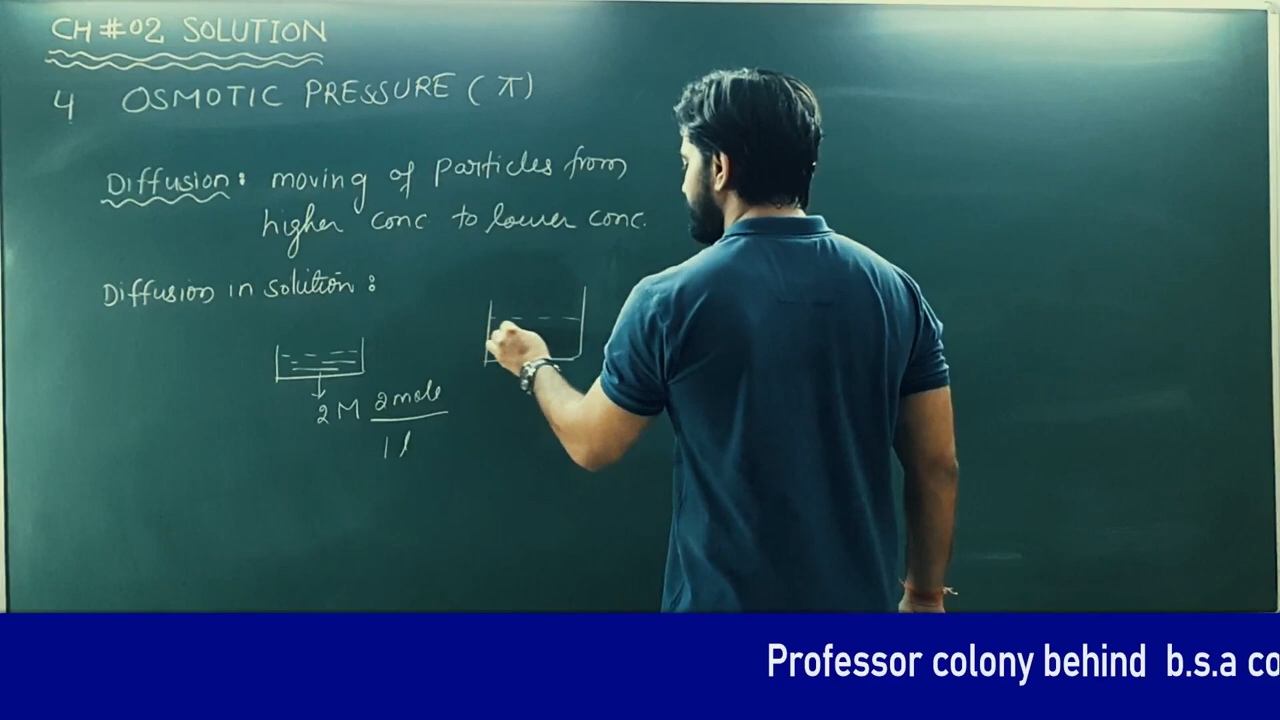 CH #02 SOLUTION
4 OSMOTIC PRESSURE (π)
Diffusion: moving of particles from
higher conc to lower conc.
Diffusion in solution:
2M 2 mole
1 l
Professor colony behind b.s.a co